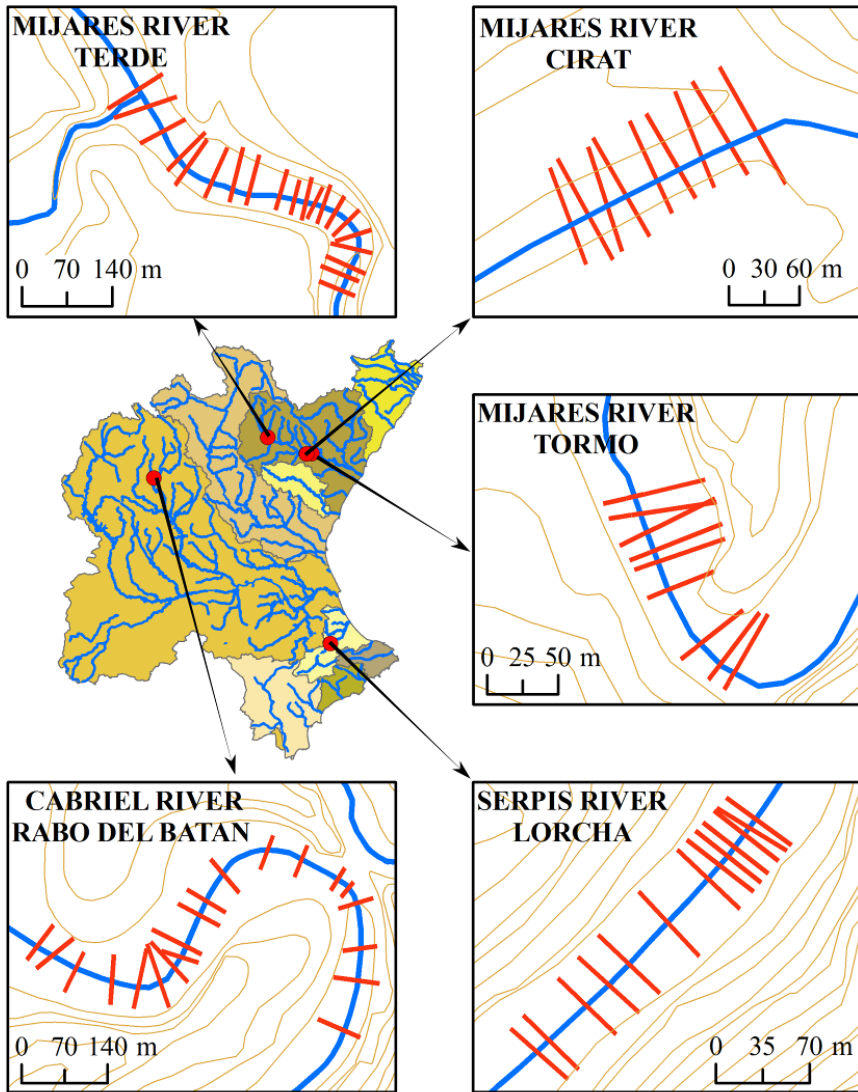 MIJARES RIVER
TERDE
0 70 140 m
MIJARES RIVER
CIRAT
0 30 60 m
MIJARES RIVER
TORMO
0 25 50 m
CABRIEL RIVER
RABO DEL BATAN
0 70 140 m
SERPIS RIVER
LORCHA
0 35 70 m